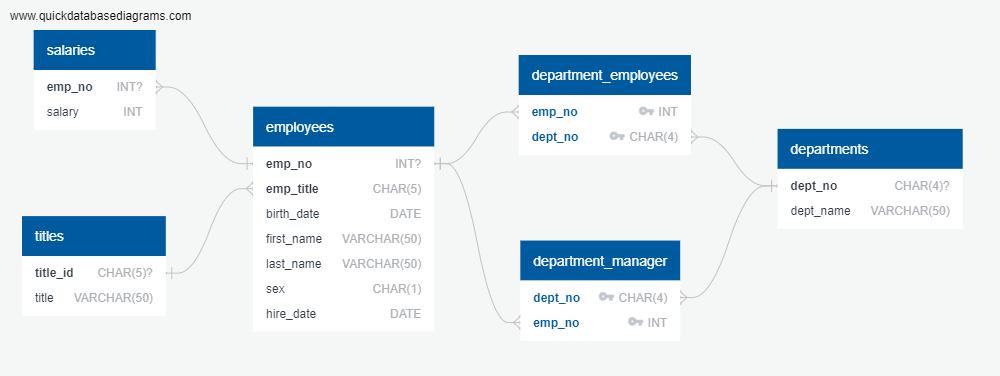 www.quickdatabasediagrams.com
salaries
emp_no INT?
salary INT
titles
title_id CHAR(5)?
title VARCHAR(50)
employees
emp_no INT?
emp_title CHAR(5)
birth_date DATE
first_name VARCHAR(50)
last_name VARCHAR(50)
sex CHAR(1)
hire_date DATE
department_employees
emp_no INT
dept_no CHAR(4)
department_manager
dept_no CHAR(4)
emp_no INT
departments
dept_no CHAR(4)?
dept_name VARCHAR(50)